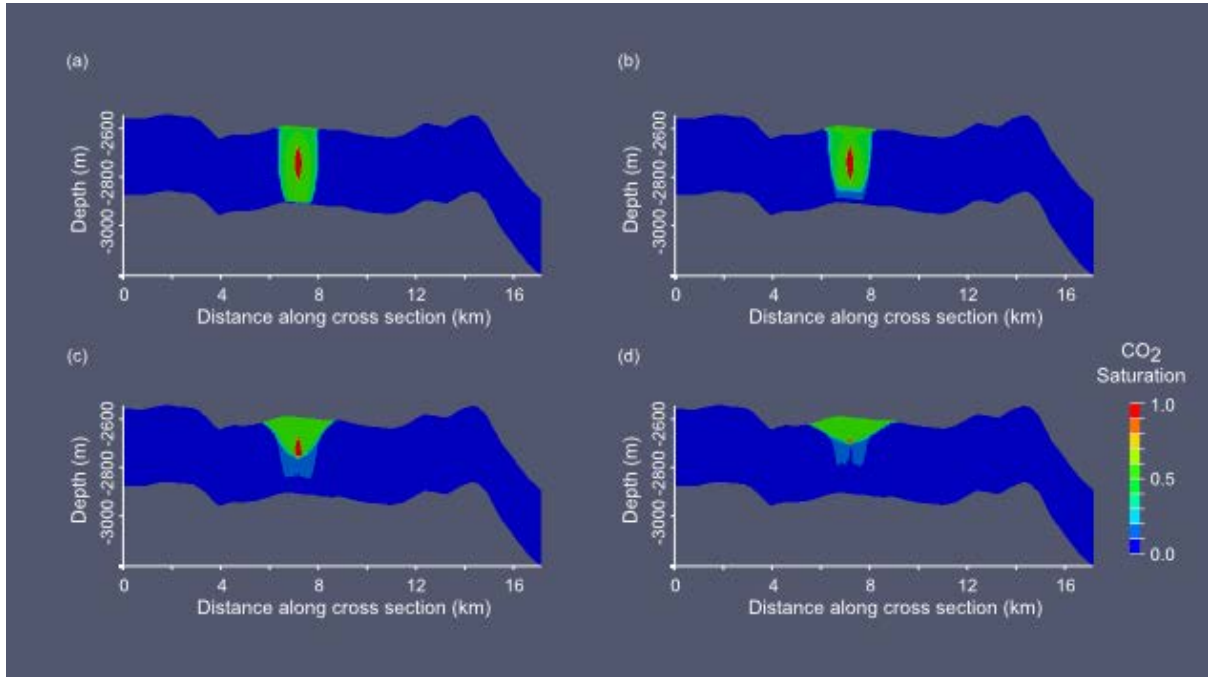 (a)
(b)
Depth (m)
-2600
-2800
-3000
0 4 8 12 16
Distance along cross section (km)
Depth (m)
-2600
-2800
-3000
0 4 8 12 16
Distance along cross section (km)
(c)
(d)
Depth (m)
-2600
-2800
-3000
0 4 8 12 16
Distance along cross section (km)
Depth (m)
-2600
-2800
-3000
0 4 8 12 16
Distance along cross section (km)
CO2
Saturation
1.0
0.5
0.0